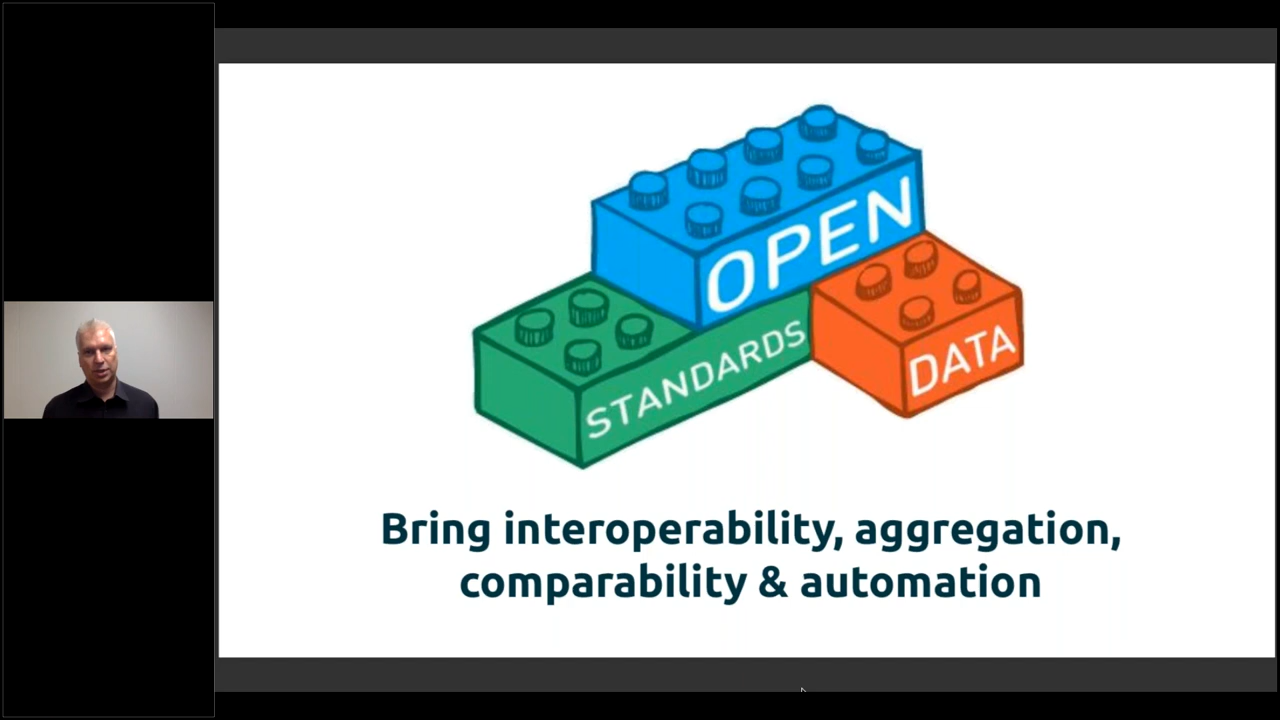 OPEN
STANDARDS
DATA
Bring interoperability, aggregation,
comparability & automation